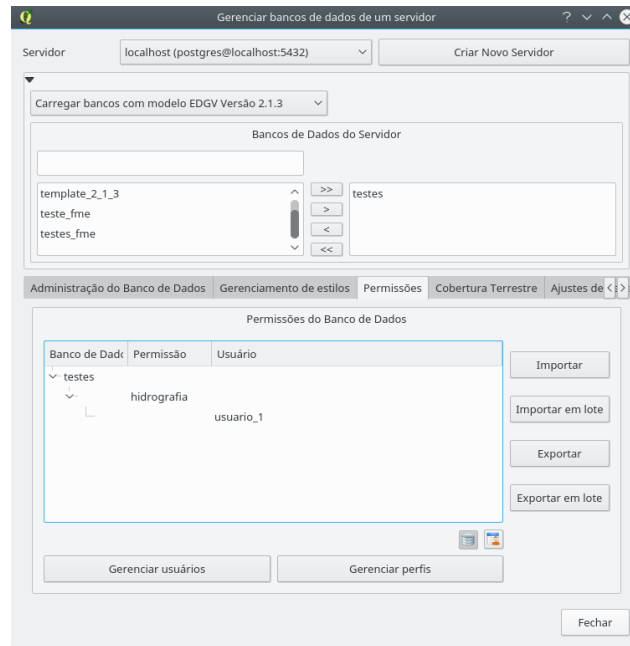 Gerenciar bancos de dados de um servidor
Servidor
localhost (postgres@localhost:5432)
Criar Novo Servidor
Carregar bancos com modelo EDGV Versão 2.1.3
Bancos de Dados do Servidor
template_2_1_3
teste_fme
testes_fme
>>
>
<
<<
testes
Administração do Banco de Dados Gerenciamento de estilos Permissões Cobertura Terrestre Ajustes de
Permissões do Banco de Dados
Banco de Dado Permissão Usuário
testes
hidrografia
usuario_1
Importar
Importar em lote
Exportar
Exportar em lote
Gerenciar usuários
Gerenciar perfis
Fechar